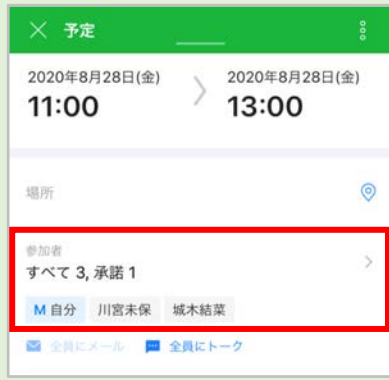 予定
2020年8月28日(金)
11:00
2020年8月28日(金)
13:00
場所
参加者
すべて 3, 承諾 1
M 自分 川宮未保 城木結菜
全員にメール 全員にトーク